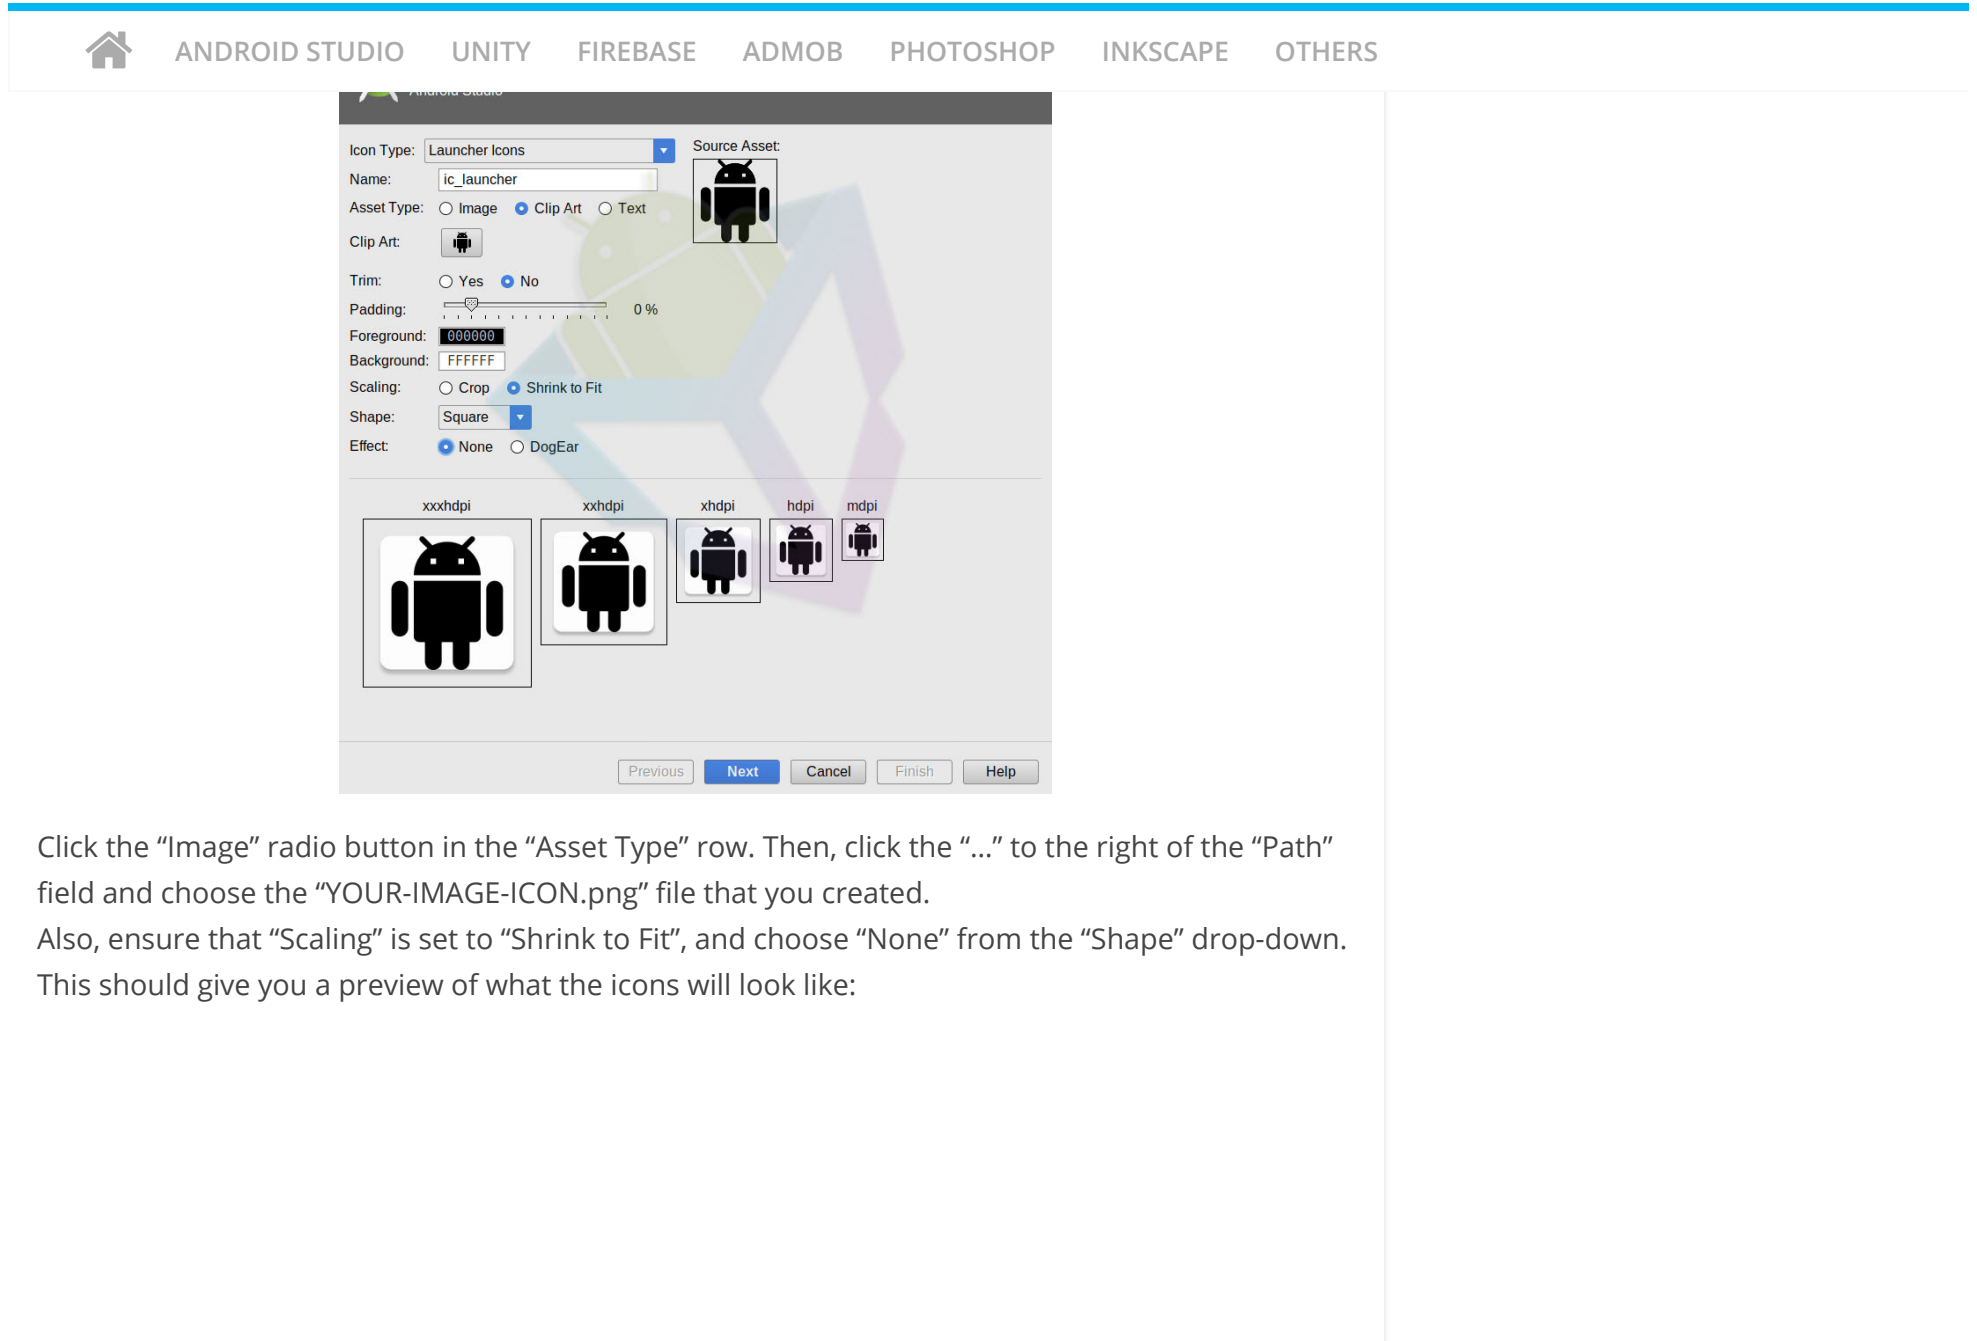 ANDROID STUDIO UNITY FIREBASE ADMOB PHOTOSHOP INKSCAPE OTHERS
Android Studio
Icon Type: Launcher Icons Source Asset:
Name: ic_launcher
Asset Type: Image Clip Art Text
Clip Art:
Trim: Yes No
Padding: 0 %
Foreground: 000000
Background: FFFFFF
Scaling: Crop Shrink to Fit
Shape: Square
Effect: None DogEar
xxxhdpi xxhdpi xhdpi hdpi mdpi
Previous Next Cancel Finish Help
Click the “Image” radio button in the “Asset Type” row. Then, click the “…” to the right of the “Path”
field and choose the “YOUR-IMAGE-ICON.png” file that you created.
Also, ensure that “Scaling” is set to “Shrink to Fit”, and choose “None” from the “Shape” drop-down.
This should give you a preview of what the icons will look like: